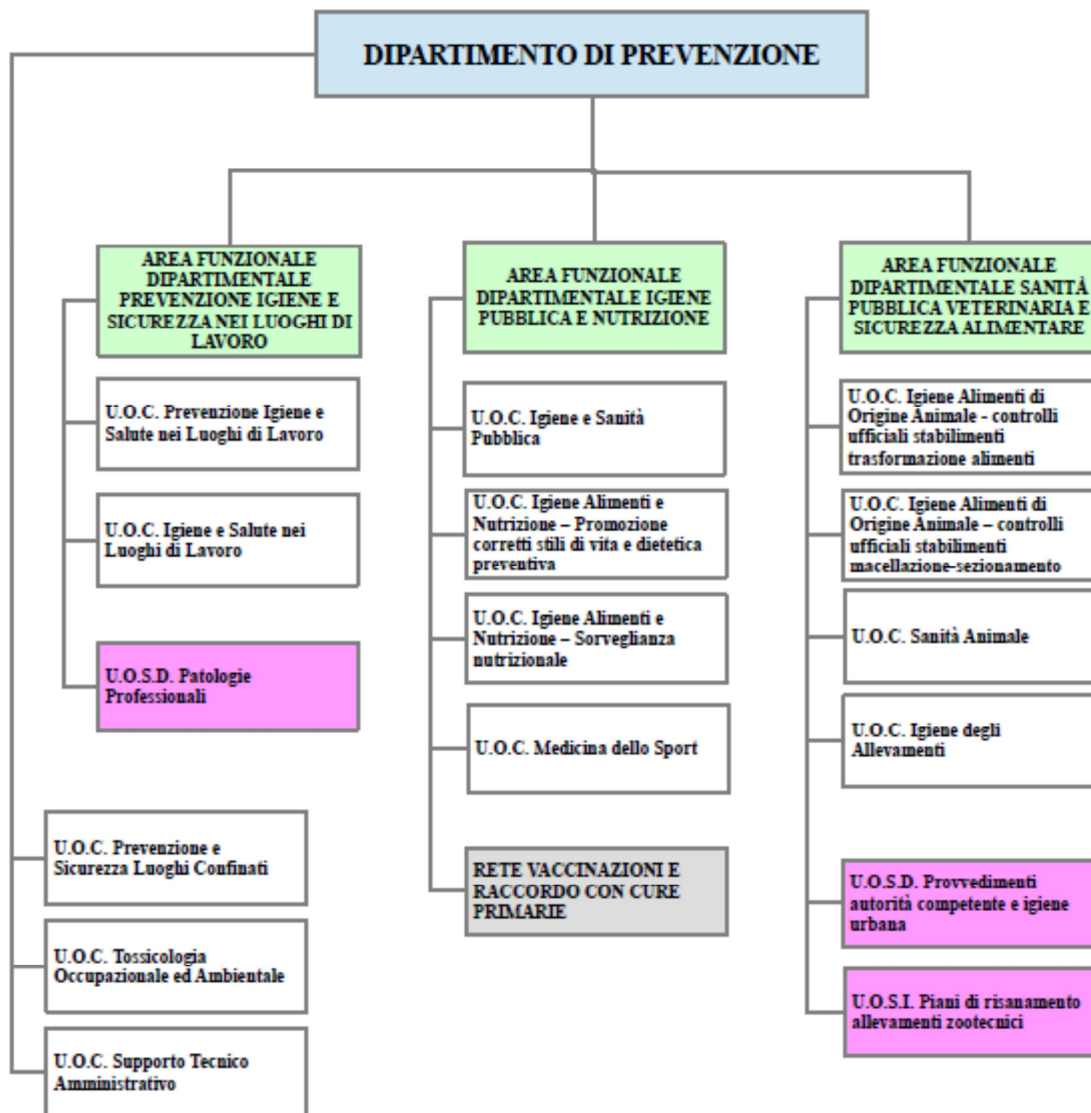 DIPARTIMENTO DI PREVENZIONE
AREA FUNZIONALE
DIPARTIMENTALE
PREVENZIONE IGIENE E
SICUREZZA NEI LUOGHI DI
LAVORO
U.O.C. Prevenzione Igiene e
Salute nei Luoghi di Lavoro
U.O.C. Igiene e Salute nei
Luoghi di Lavoro
U.O.S.D. Patologie
Professionali
AREA FUNZIONALE
DIPARTIMENTALE IGIENE
PUBBLICA E NUTRIZIONE
U.O.C. Igiene e Sanità
Pubblica
U.O.C. Igiene Alimenti e
Nutrizione – Promozione
corretti stili di vita e dietetica
preventiva
U.O.C. Igiene Alimenti e
Nutrizione – Sorveglianza
nutrizionale
U.O.C. Medicina dello Sport
RETE VACCINAZIONI E
RACCORDO CON CURE
PRIMARIE
AREA FUNZIONALE
DIPARTIMENTALE SANITÀ
PUBBLICA VETERINARIA E
SICUREZZA ALIMENTARE
U.O.C. Igiene Alimenti di
Origine Animale - controlli
ufficiali stabilimenti
trasformazione alimenti
U.O.C. Igiene Alimenti di
Origine Animale – controlli
ufficiali stabilimenti
macellazione-sezionamento
U.O.C. Sanità Animale
U.O.C. Igiene degli
Allevamenti
U.O.S.D. Provvedimenti
autorità competente e igiene
urbana
U.O.S.I. Piani di risanamento
allevamenti zootecnici
U.O.C. Prevenzione e
Sicurezza Luoghi Confinati
U.O.C. Tossicologia
Occupazionale ed Ambientale
U.O.C. Supporto Tecnico
Amministrativo